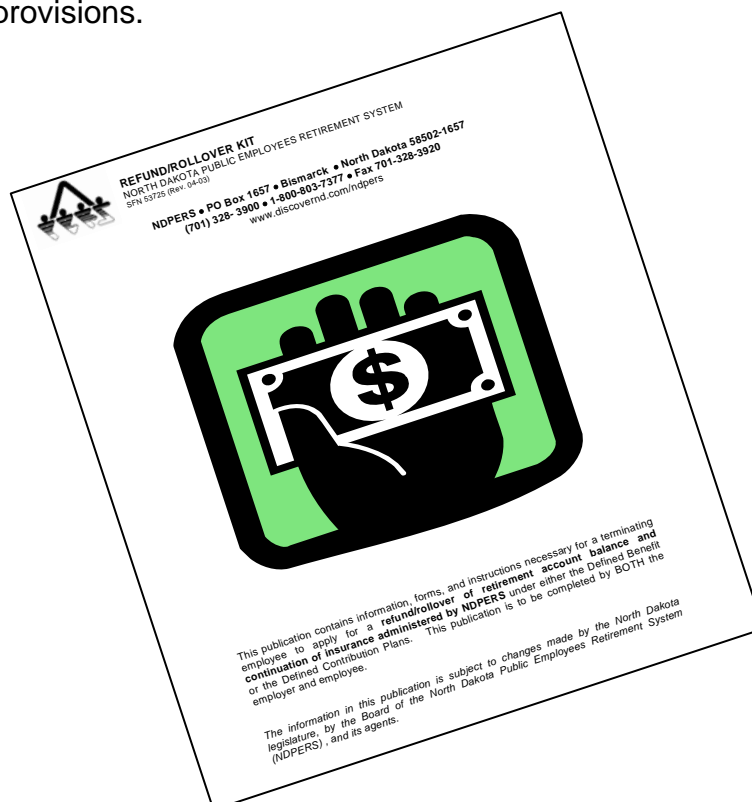 provisions.
REFUND/ROLLOVER KIT
NORTH DAKOTA PUBLIC EMPLOYEES RETIREMENT SYSTEM
SFN 53725 (Rev. 04-03)
NDPERS ● PO Box 1657 ● Bismarck ● North Dakota 58502-1657
(701) 328- 3900 ● 1-800-803-7377 ● Fax 701-328-3920
www.discovernd.com/ndpers
$
This publication contains information, forms, and instructions necessary for a terminating
employee to apply for a refund/rollover of retirement account balance and
continuation of insurance administered by NDPERS under either the Defined Benefit
or the Defined Contribution Plans. This publication is to be completed by BOTH the
employer and employee.
The information in this publication is subject to changes made by the North Dakota
legislature, by the Board of the North Dakota Public Employees Retirement System
(NDPERS) , and its agents.